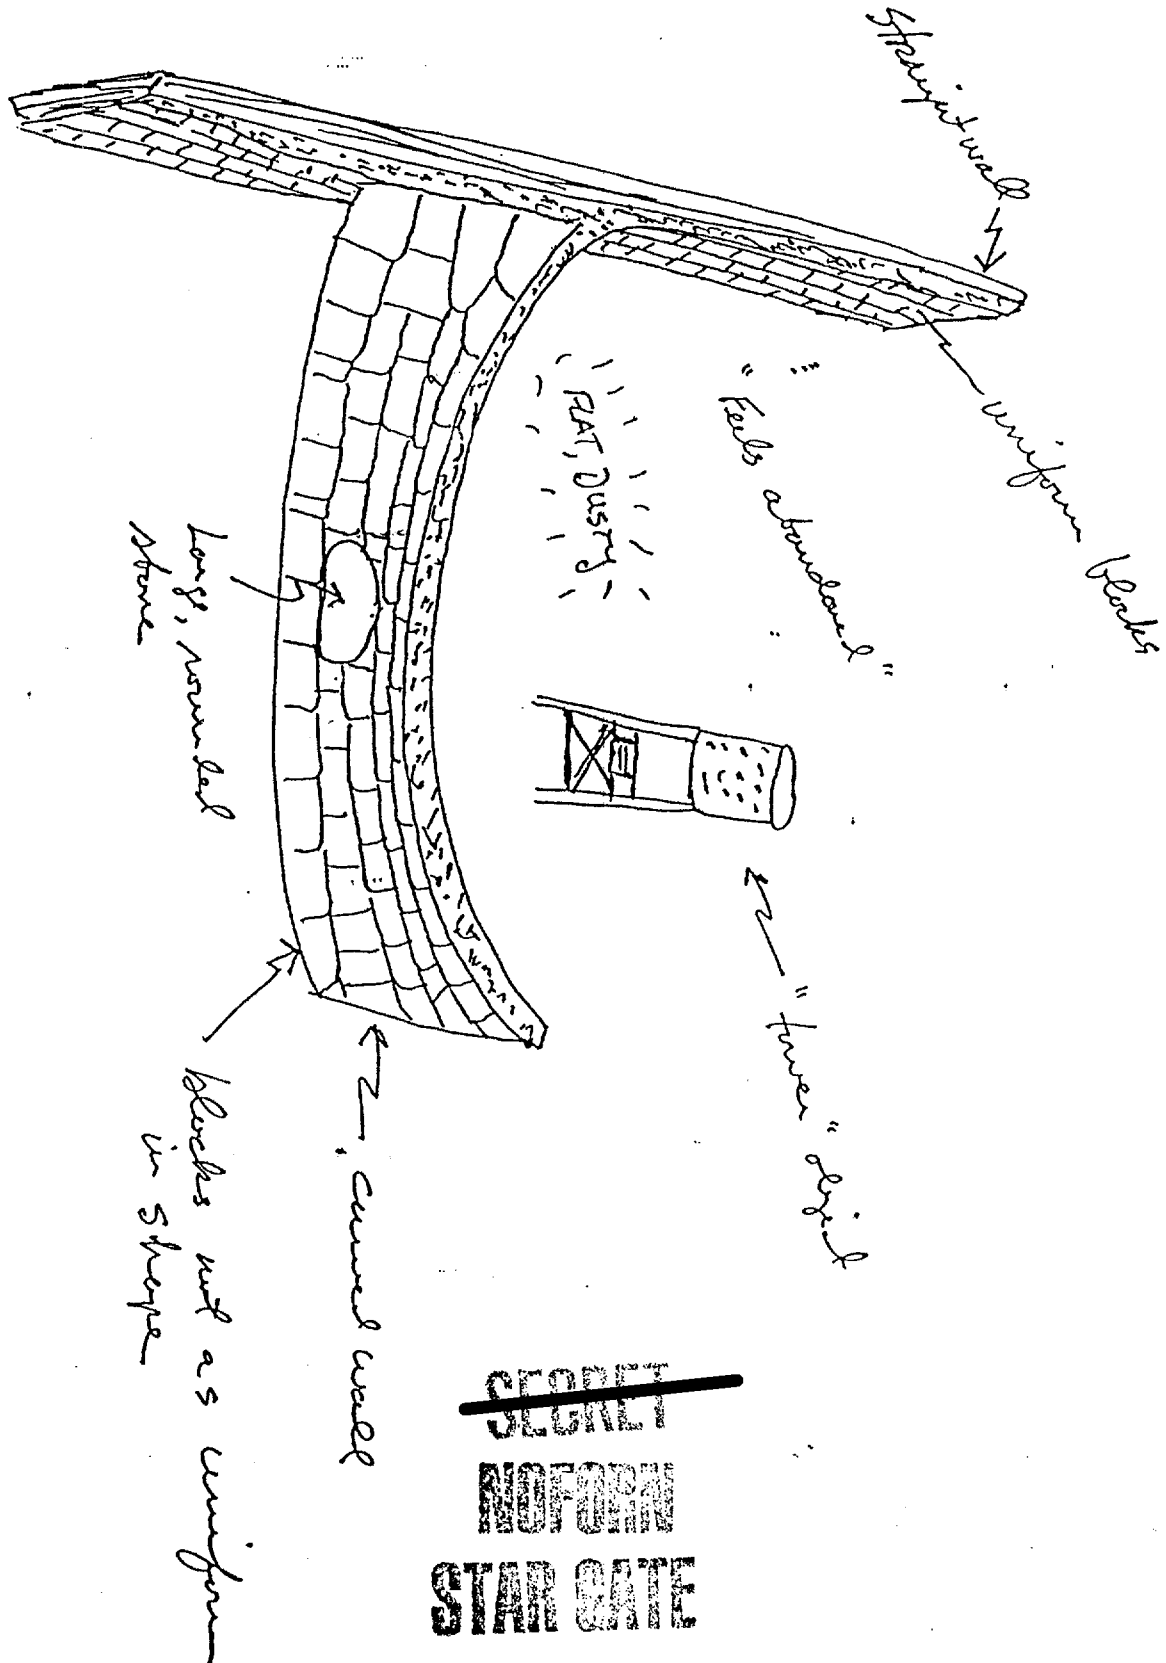 Straight wall
uniform blocks
"Feels abandoned"
FLAT, DUSTY
"tower" object
Large, rounded
stone
curved wall
blocks not as uniform
in shape
SECRET
NOFORN
STAR GATE